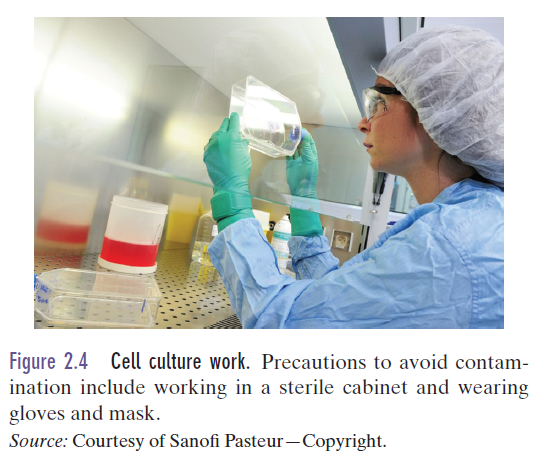 Figure 2.4 Cell culture work. Precautions to avoid contam-
ination include working in a sterile cabinet and wearing
gloves and mask.
Source: Courtesy of Sanofi Pasteur—Copyright.